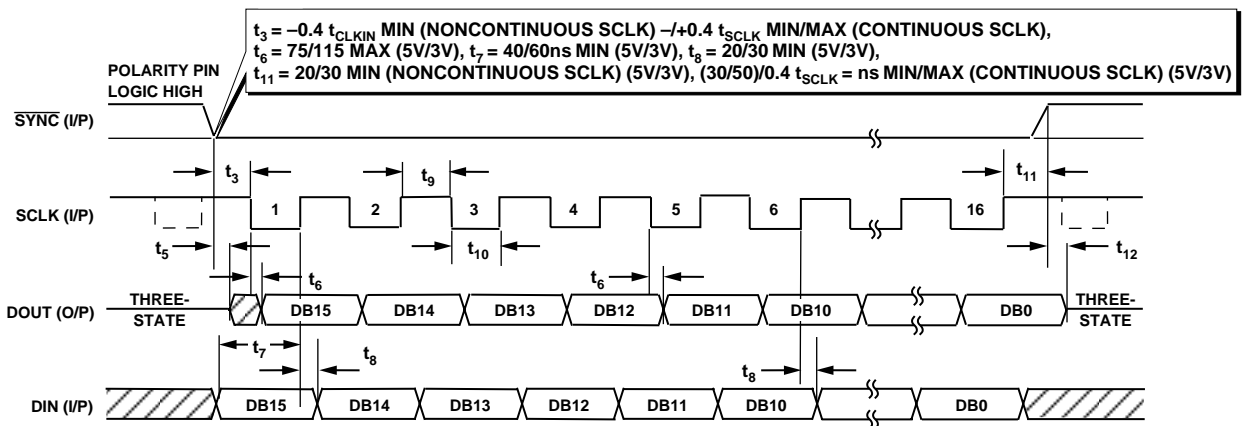 t3 = –0.4 tCLKIN MIN (NONCONTINUOUS SCLK) –/+0.4 tSCLK MIN/MAX (CONTINUOUS SCLK),
t6 = 75/115 MAX (5V/3V), t7 = 40/60ns MIN (5V/3V), t8 = 20/30 MIN (5V/3V),
t11 = 20/30 MIN (NONCONTINUOUS SCLK) (5V/3V), (30/50)/0.4 tSCLK = ns MIN/MAX (CONTINUOUS SCLK) (5V/3V)
POLARITY PIN
LOGIC HIGH
SYNC (I/P)
t3 t9 t11
SCLK (I/P) 1 2 3 4 5 6 16
t5 t10 t12
t6 t6
DOUT (O/P) THREE-STATE DB15 DB14 DB13 DB12 DB11 DB10 DB0 THREE-STATE
t7 t8 t8
DIN (I/P) DB15 DB14 DB13 DB12 DB11 DB10 DB0